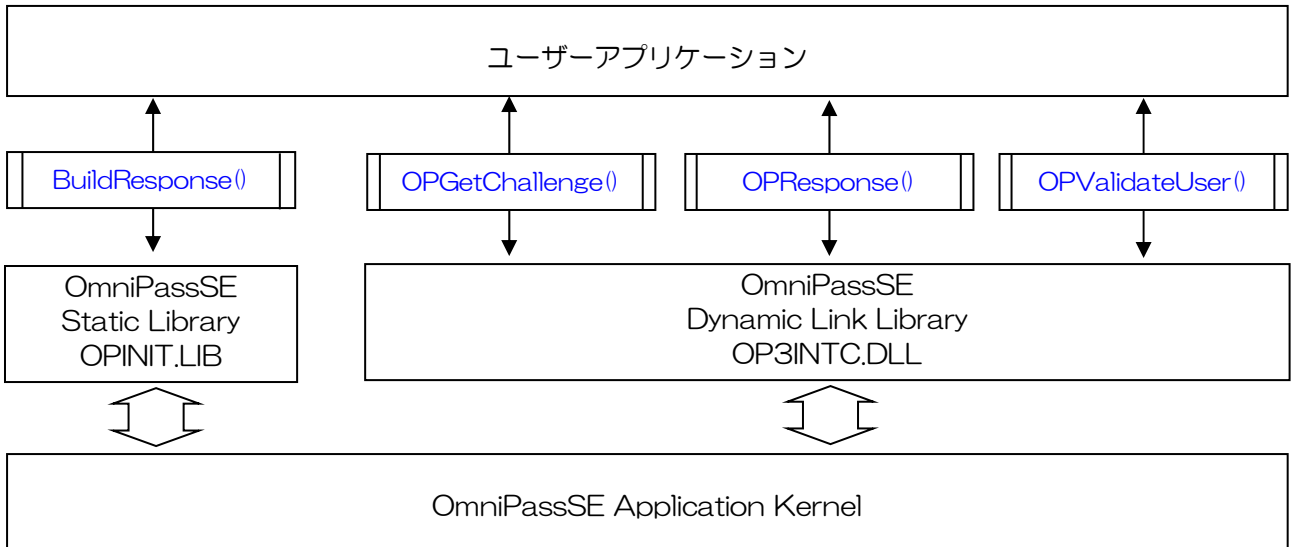 ユーザーアプリケーション
BuildResponse()
OPGetChallenge()
OPResponse()
OPValidateUser()
OmniPassSE
Static Library
OPINIT.LIB
OmniPassSE
Dynamic Link Library
OP3INTC.DLL
OmniPassSE Application Kernel